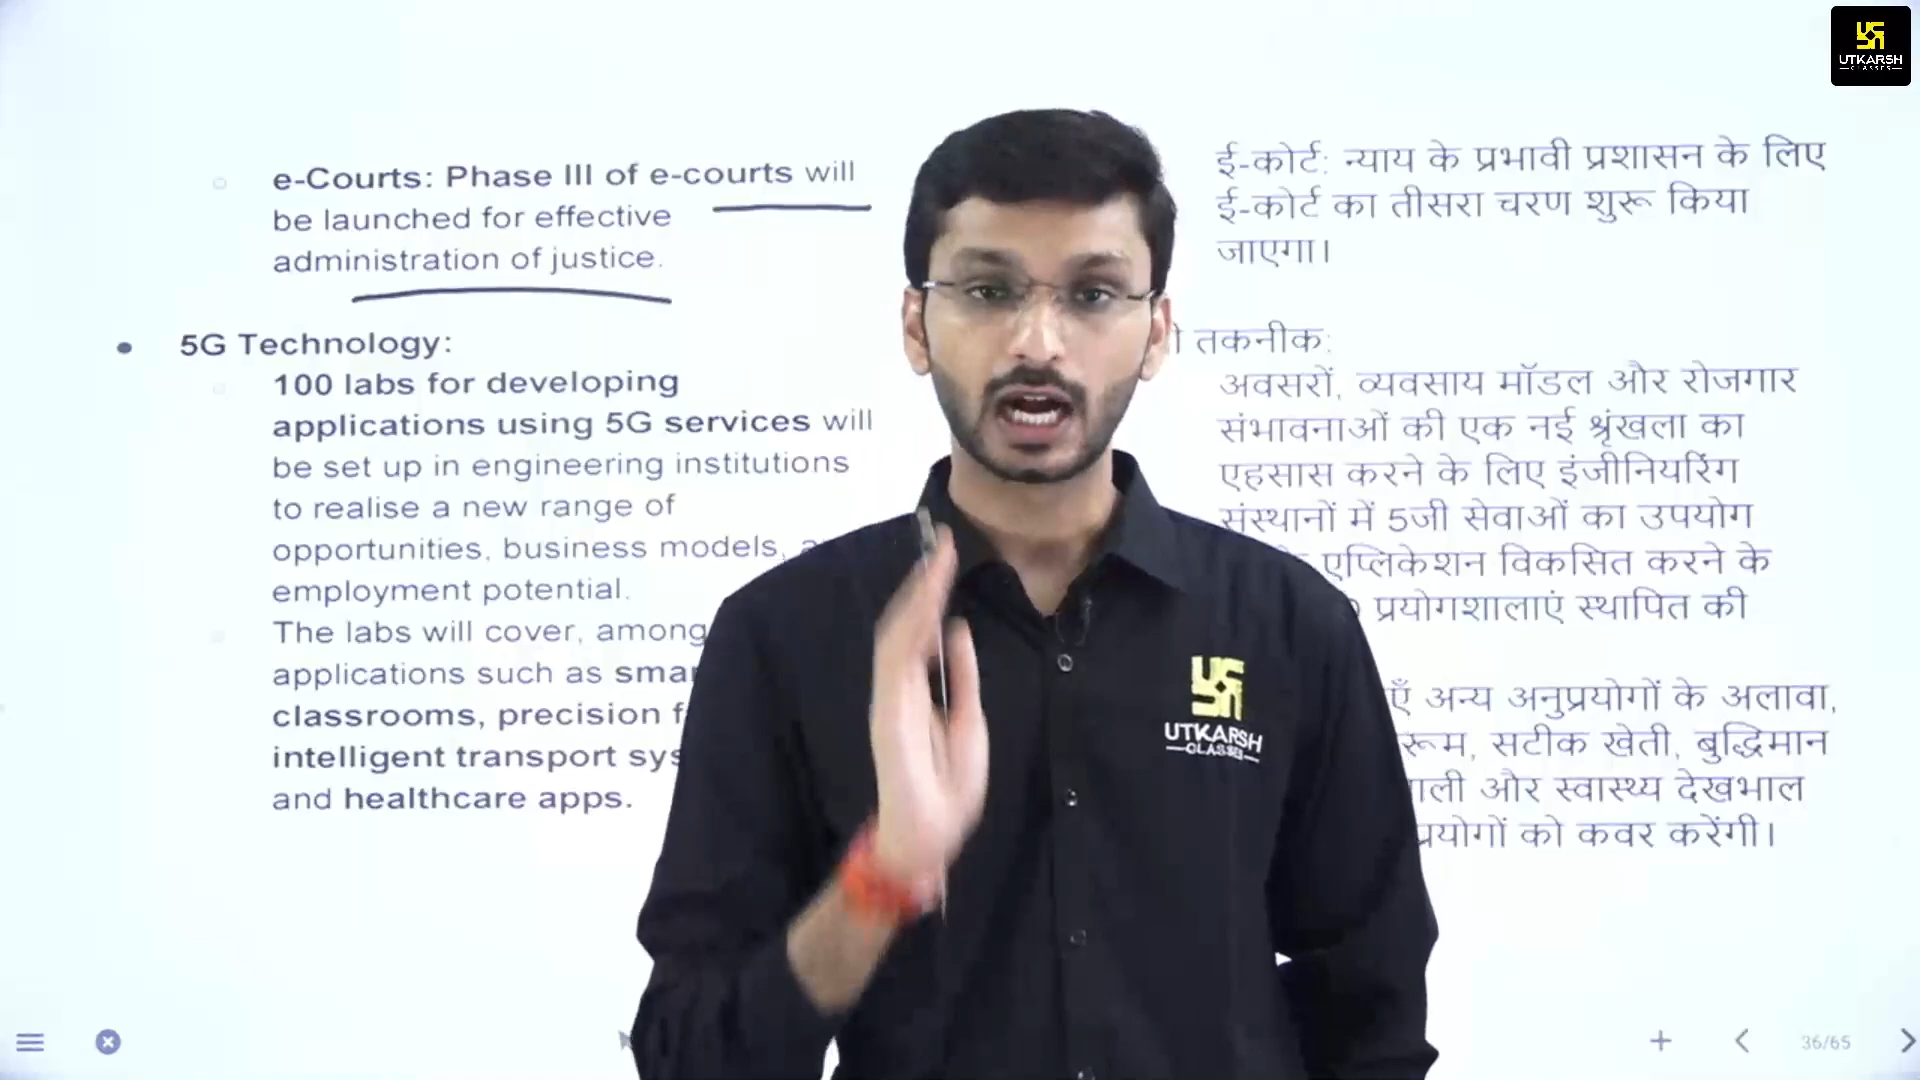 UTKARSH
CLASSES
e-Courts: Phase III of e-courts will
be launched for effective
administration of justice.
5G Technology:
100 labs for developing
applications using 5G services will
be set up in engineering institutions
to realise a new range of
opportunities, business models,
employment potential.
The labs will cover, among
applications such as
classrooms, precision
intelligent transport
and healthcare apps.
ई-कोर्ट: न्याय के प्रभावी प्रशासन के लिए
ई-कोर्ट का तीसरा चरण शुरू किया
जाएगा।
तकनीक:
अवसरों, व्यवसाय मॉडल और रोजगार
संभावनाओं की एक नई श्रृंखला का
एहसास करने के लिए इंजीनियरिंग
संस्थानों में 5जी सेवाओं का उपयोग
एप्लिकेशन विकसित करने के
प्रयोगशालाएं स्थापित की
अन्य अनुप्रयोगों के अलावा,
सटीक खेती, बुद्धिमान
और स्वास्थ्य देखभाल
को कवर करेंगी।
UTKARSH
CLASSES
36/65